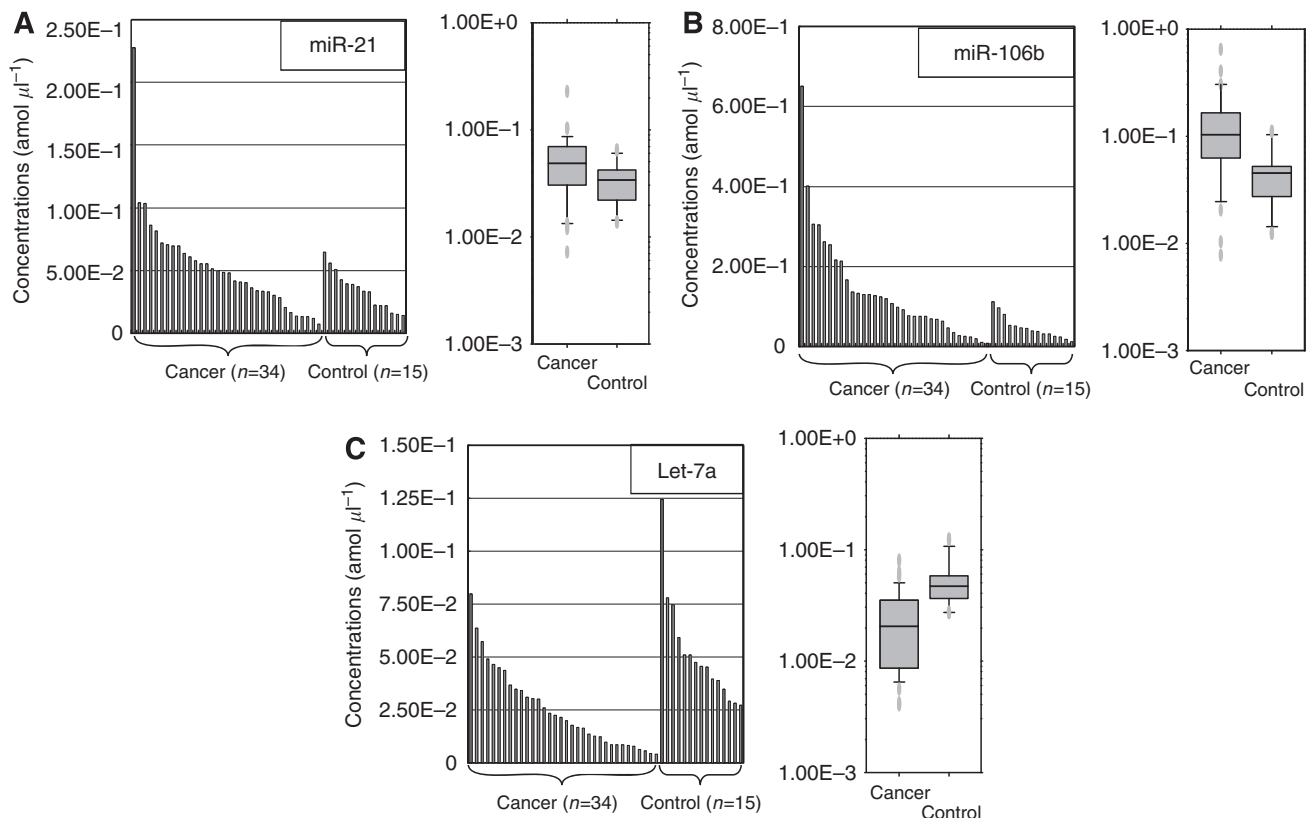 A
Concentrations (amol μl⁻¹)
2.50E–1
2.00E–1
1.50E–1
1.00E–1
5.00E–2
0
miR-21
Cancer (n=34)
Control (n=15)
1.00E+0
1.00E–1
1.00E–2
1.00E–3
Cancer
Control
B
Concentrations (amol μl⁻¹)
8.00E–1
6.00E–1
4.00E–1
2.00E–1
0
miR-106b
Cancer (n=34)
Control (n=15)
1.00E+0
1.00E–1
1.00E–2
1.00E–3
Cancer
Control
C
Concentrations (amol μl⁻¹)
1.50E–1
1.25E–1
1.00E–1
7.50E–2
5.00E–2
2.50E–2
0
Let-7a
Cancer (n=34)
Control (n=15)
1.00E+0
1.00E–1
1.00E–2
1.00E–3
Cancer
Control